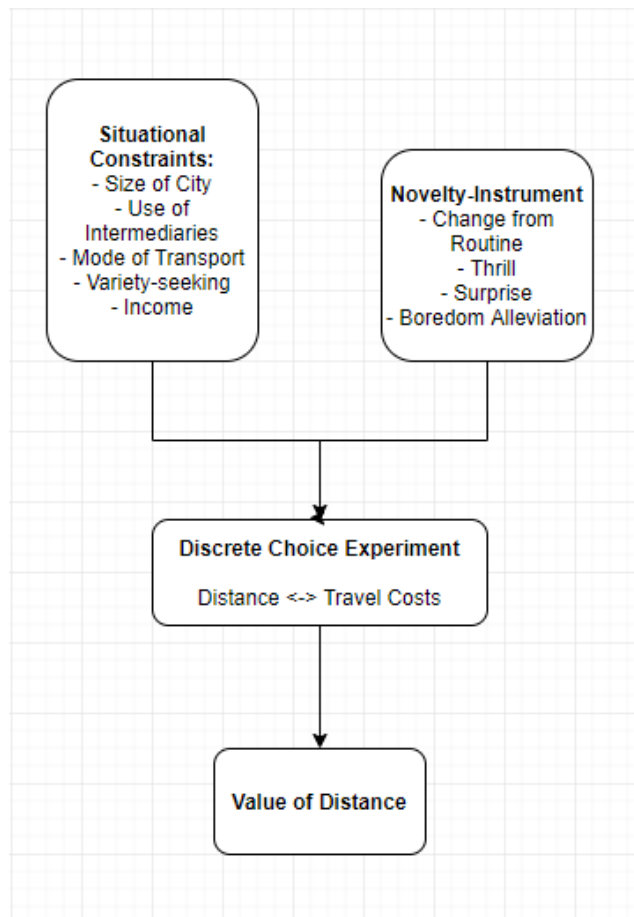 Situational
Constraints:
- Size of City
- Use of
Intermediaries
- Mode of Transport
- Variety-seeking
- Income
Novelty-Instrument
- Change from
Routine
- Thrill
- Surprise
- Boredom Alleviation
Discrete Choice Experiment
Distance <-> Travel Costs
Value of Distance